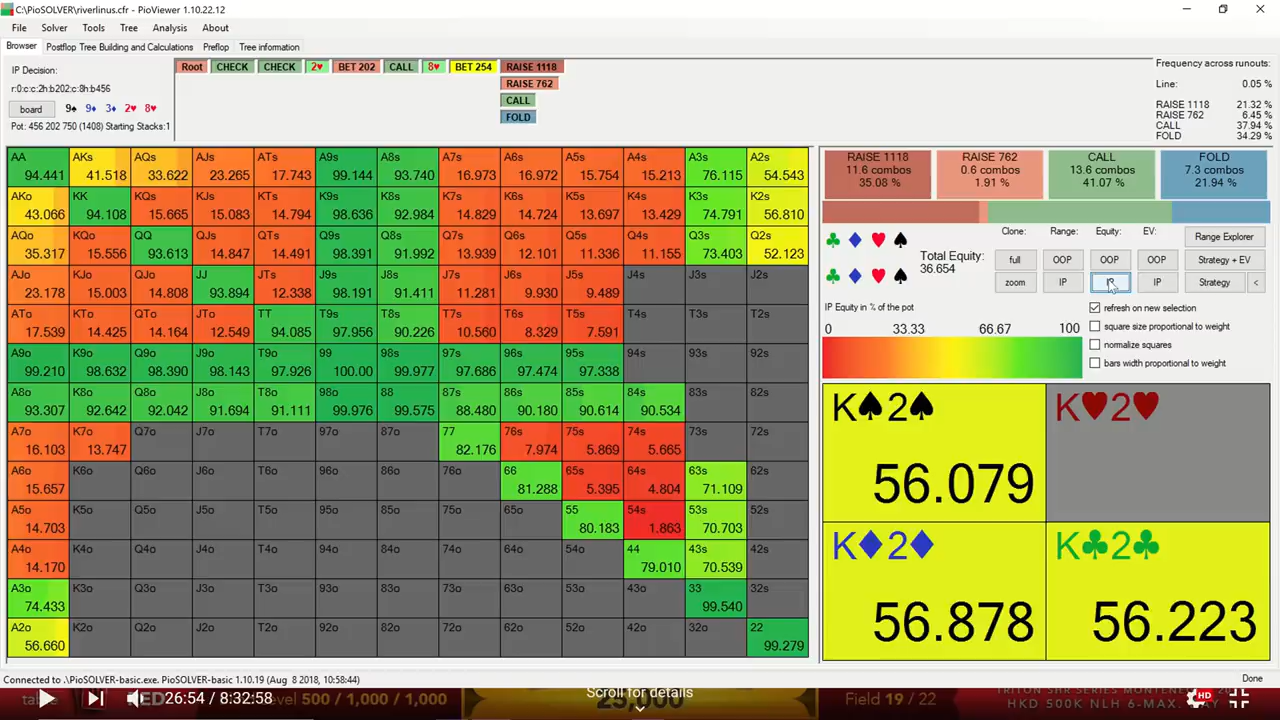 C:\PioSOLVER\riverlinus.cfr - PioViewer 1.10.22.12
File Solver Tools Tree Analysis About
Browser Postflop Tree Building and Calculations Preflop Tree information
IP Decision:
r:0:c:c:2h:b202:c:8h:b456
board 9♠ 9♦ 3♦ 2♥ 8♥
Pot: 456 202 750 (1408) Starting Stacks:1
Root CHECK CHECK 2♥ BET 202 CALL 8♥ BET 254 RAISE 1118
RAISE 762
CALL
FOLD
Frequency across runouts:
Line: 0.05 %
RAISE 1118 21.32 %
RAISE 762 6.45 %
CALL 37.94 %
FOLD 34.29 %
AA AKs AQs AJs ATs A9s A8s A7s A6s A5s A4s A3s A2s
94.441 41.518 33.622 23.265 17.743 99.144 93.740 16.973 16.972 15.754 15.213 76.115 54.543
AKo KK KQs KJs KTs K9s K8s K7s K6s K5s K4s K3s K2s
43.066 94.108 15.665 15.083 14.794 98.636 92.984 14.829 14.724 13.697 13.429 74.791 56.810
AQo KQo QQ QJs QTs Q9s Q8s Q7s Q6s Q5s Q4s Q3s Q2s
35.317 15.556 93.613 14.847 14.491 98.391 91.992 13.939 12.101 11.906 11.155 73.403 52.123
AJo KJo QJo JJ JTs J9s J8s J7s J6s J5s J4s J3s J2s
23.178 15.003 14.808 93.894 12.338 98.191 91.411 11.281 9.930 9.489
ATo KTo QTo JTo TT T9s T8s T7s T6s T5s T4s T3s T2s
17.539 14.425 14.164 12.549 94.085 97.956 90.226 10.560 8.329 7.591
A9o K9o Q9o J9o T9o 99 98s 97s 96s 95s 94s 93s 92s
99.210 98.632 98.390 98.143 97.926 100.00 99.977 97.686 97.474 97.338
A8o K8o Q8o J8o T8o 98o 88 87s 86s 85s 84s 83s 82s
93.307 92.642 92.042 91.694 91.111 99.976 99.575 88.480 90.180 90.614 90.534
A7o K7o Q7o J7o T7o 97o 87o 77 76s 75s 74s 73s 72s
16.103 13.747 82.176 7.974 5.869 5.665
A6o K6o Q6o J6o T6o 96o 86o 76o 66 65s 64s 63s 62s
15.657 81.288 5.395 4.804 71.109
A5o K5o Q5o J5o T5o 95o 85o 75o 65o 55 54s 53s 52s
14.703 80.183 1.863 70.703
A4o K4o Q4o J4o T4o 94o 84o 74o 64o 54o 44 43s 42s
14.170 79.010 70.539
A3o K3o Q3o J3o T3o 93o 83o 73o 63o 53o 43o 33 32s
74.433 99.540
A2o K2o Q2o J2o T2o 92o 82o 72o 62o 52o 42o 32o 22
56.660 99.279
RAISE 1118 RAISE 762 CALL FOLD
11.6 combos 0.6 combos 13.6 combos 7.3 combos
35.08 % 1.91 % 41.07 % 21.94 %
♣ ♦ ♥ ♠
♣ ♦ ♥ ♠
Total Equity:
36.654
Clone: Range: Equity: EV:
full OOP OOP OOP
zoom IP IP
Range Explorer
Strategy + EV
Strategy <
IP Equity in % of the pot
0 33.33 66.67 100
refresh on new selection
square size proportional to weight
normalize squares
bars width proportional to weight
K♠2♠ K♥2♥
56.079
K♦2♦ K♣2♣
56.878 56.223
Connected to .\PioSOLVER-basic.exe. PioSOLVER-basic 1.10.19 (Aug 8 2018, 10:58:44) Done
26:54 / 8:32:58
Scroll for details
level 500 / 1,000 / 1,000
25,000
Field 19 / 22
HD
TRITON SHR SERIES MONTENE
HKD 500K NLH 6-MAX.